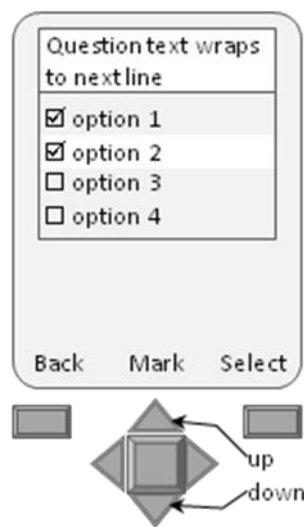 Question text wraps
to next line
option 1
option 2
option 3
option 4
Back Mark Select
up
down